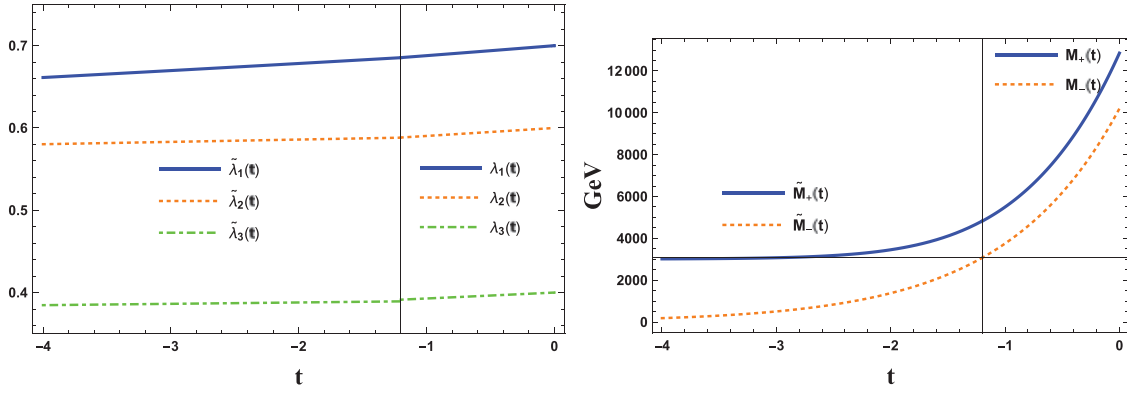 0.7
0.6
0.5
0.4
λ̃₁(t)
λ̃₂(t)
λ̃₃(t)
λ₁(t)
λ₂(t)
λ₃(t)
−4 −3 −2 −1 0
t
GeV
12 000
10 000
8000
6000
4000
2000
0
M₊(t)
M₋(t)
M̃₊(t)
M̃₋(t)
−4 −3 −2 −1 0
t